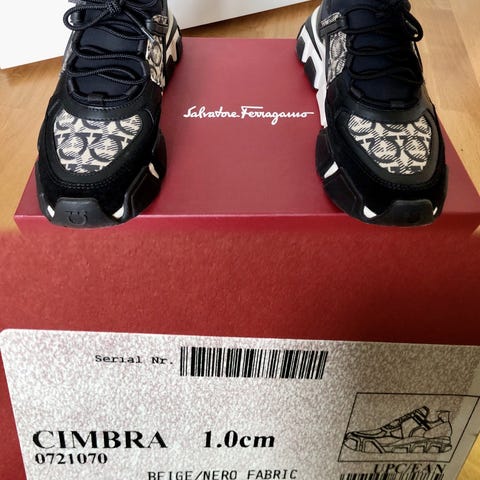 Salvatore Ferragamo
Serial Nr.
CIMBRA 1.0cm
0721070
BEIGE/NERO FABRIC
UPC/EAN